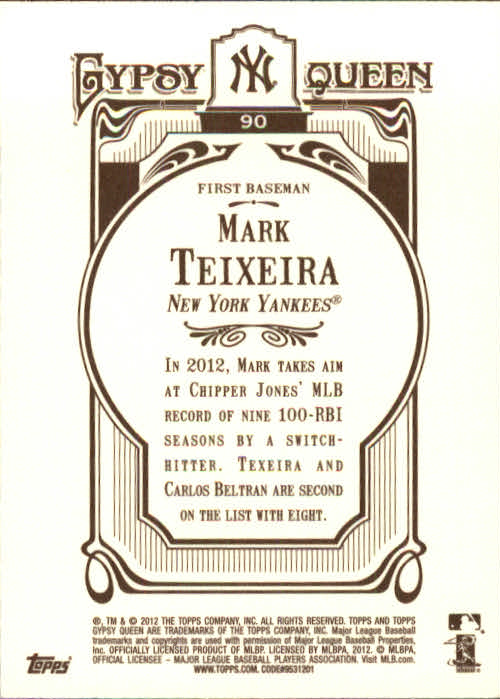 GYPSY NY QUEEN
90
FIRST BASEMAN
MARK
TEIXEIRA
NEW YORK YANKEES®
IN 2012, MARK TAKES AIM
AT CHIPPER JONES' MLB
RECORD OF NINE 100-RBI
SEASONS BY A SWITCH-
HITTER. TEXEIRA AND
CARLOS BELTRAN ARE SECOND
ON THE LIST WITH EIGHT.
®, TM & © 2012 THE TOPPS COMPANY, INC. ALL RIGHTS RESERVED. TOPPS AND TOPPS
GYPSY QUEEN ARE TRADEMARKS OF THE TOPPS COMPANY, INC. Major League Baseball
trademarks and copyrights are used with permission of Major League Baseball Properties,
Inc. OFFICIALLY LICENSED PRODUCT OF MLBP. LICENSED BY MLBPA, 2012. © MLBPA,
OFFICIAL LICENSEE – MAJOR LEAGUE BASEBALL PLAYERS ASSOCIATION. Visit MLB.com.
WWW.TOPPS.COM. CODE#9531201
Topps